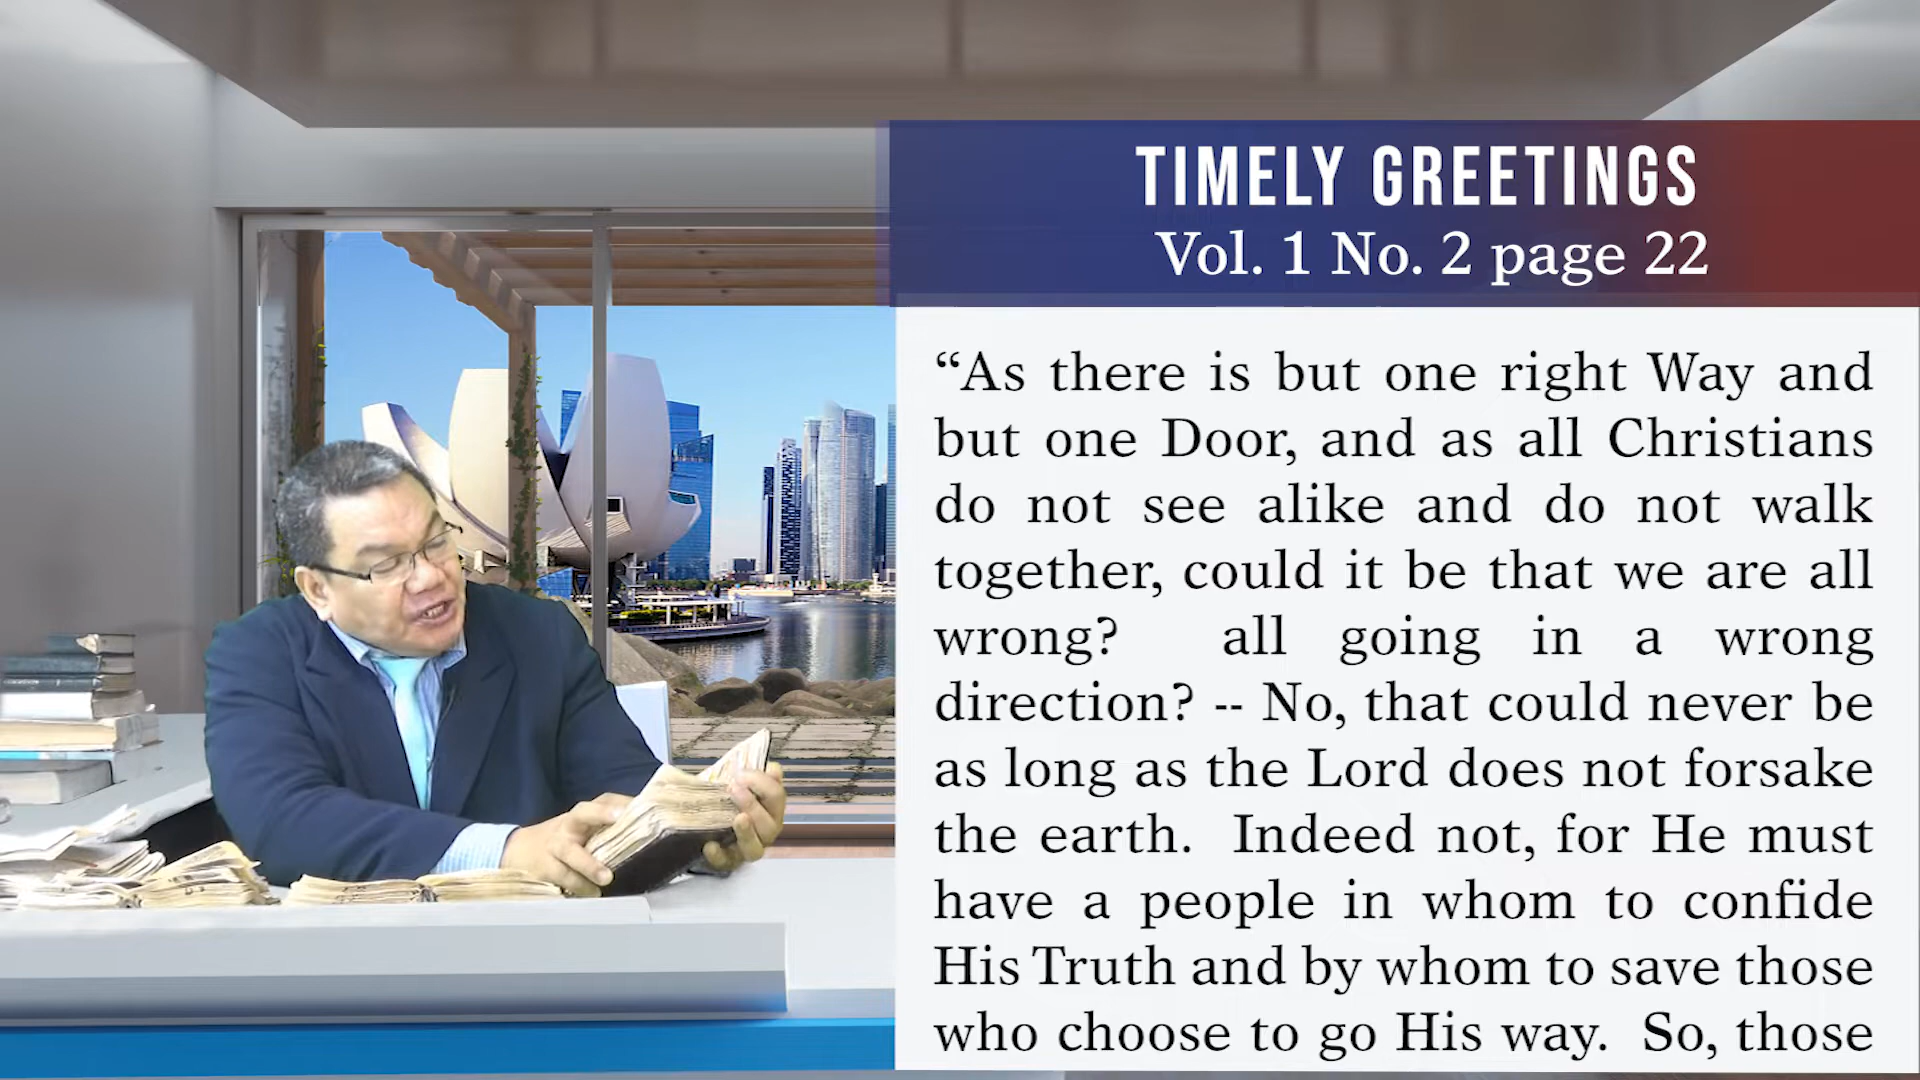 TIMELY GREETINGS
Vol. 1 No. 2 page 22
“As there is but one right Way and
but one Door, and as all Christians
do not see alike and do not walk
together, could it be that we are all
wrong? all going in a wrong
direction? -- No, that could never be
as long as the Lord does not forsake
the earth. Indeed not, for He must
have a people in whom to confide
His Truth and by whom to save those
who choose to go His way. So, those